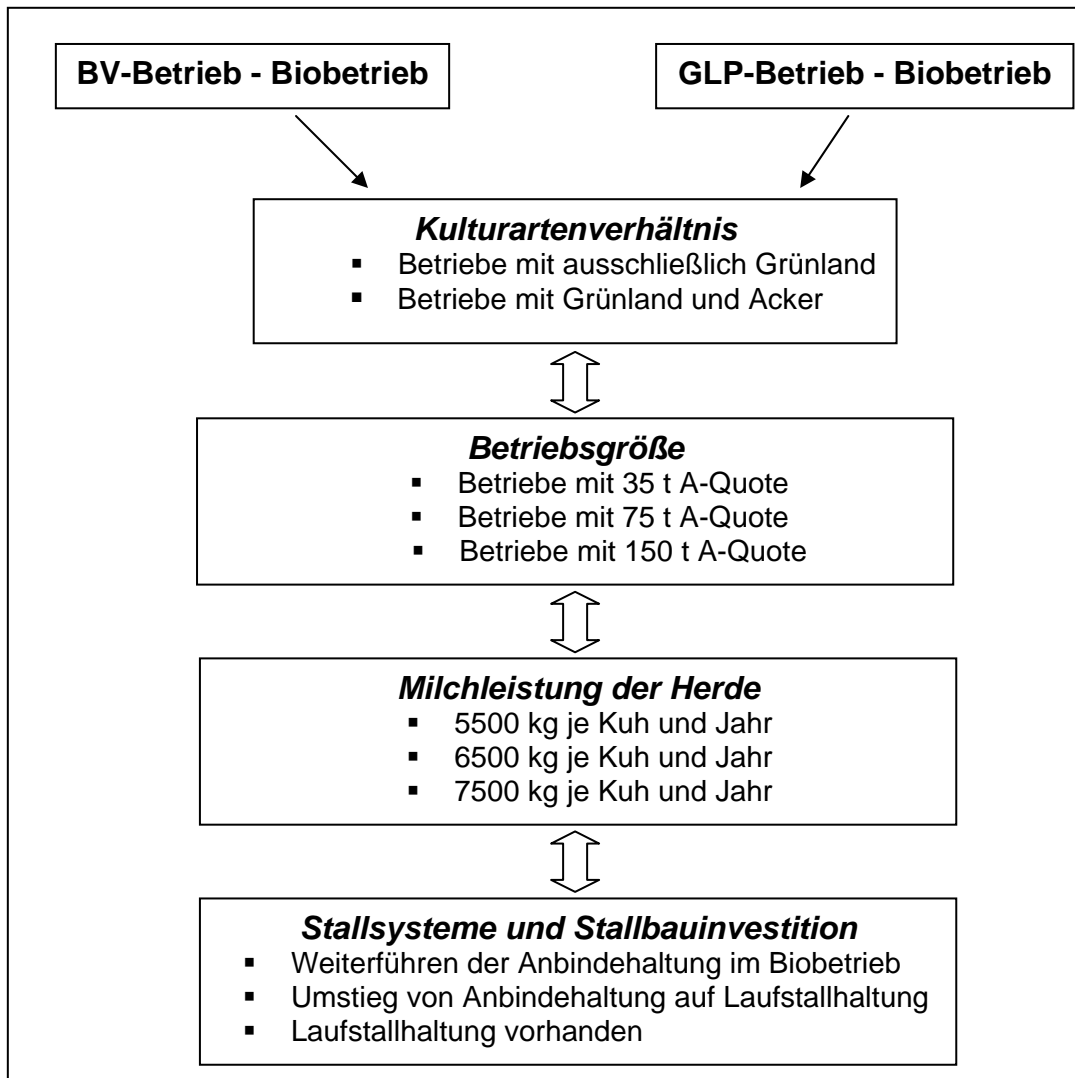 BV-Betrieb - Biobetrieb
GLP-Betrieb - Biobetrieb
Kulturartenverhältnis
▪ Betriebe mit ausschließlich Grünland
▪ Betriebe mit Grünland und Acker
Betriebsgröße
▪ Betriebe mit 35 t A-Quote
▪ Betriebe mit 75 t A-Quote
▪ Betriebe mit 150 t A-Quote
Milchleistung der Herde
▪ 5500 kg je Kuh und Jahr
▪ 6500 kg je Kuh und Jahr
▪ 7500 kg je Kuh und Jahr
Stallsysteme und Stallbauinvestition
▪ Weiterführen der Anbindehaltung im Biobetrieb
▪ Umstieg von Anbindehaltung auf Laufstallhaltung
▪ Laufstallhaltung vorhanden